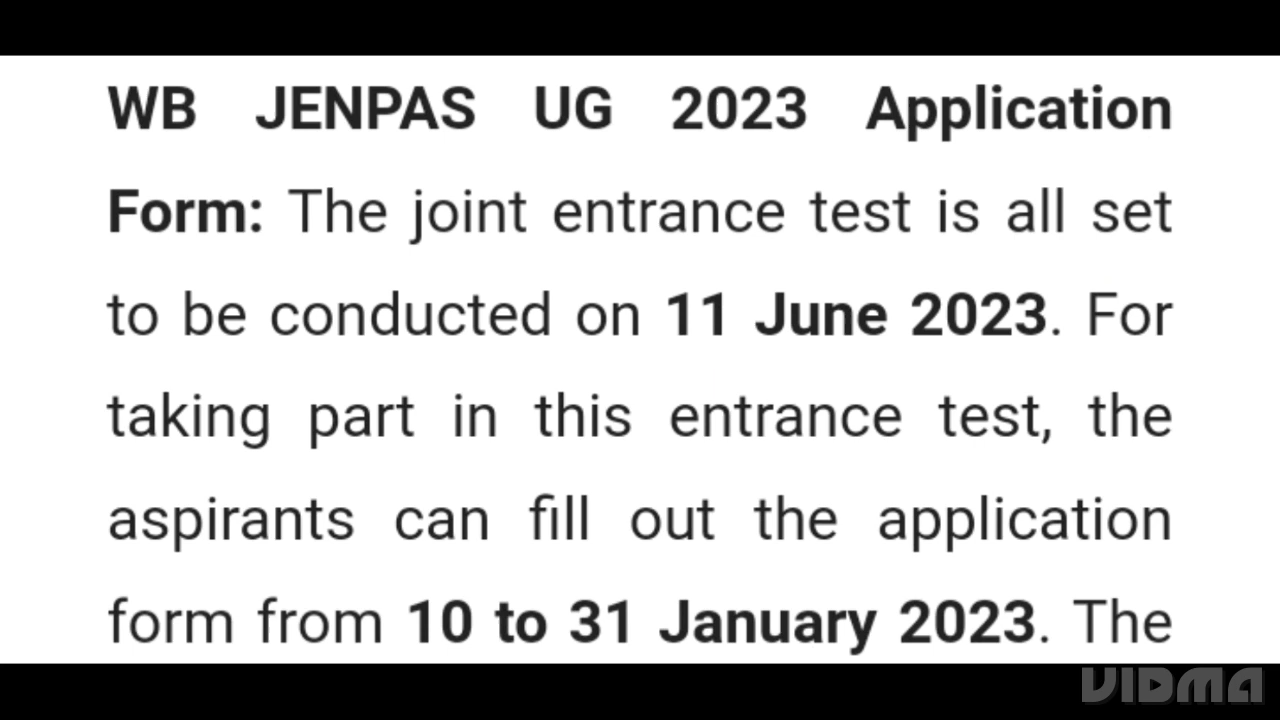 WB JENPAS UG 2023 Application
Form: The joint entrance test is all set
to be conducted on 11 June 2023. For
taking part in this entrance test, the
aspirants can fill out the application
form from 10 to 31 January 2023. The
VIDMA